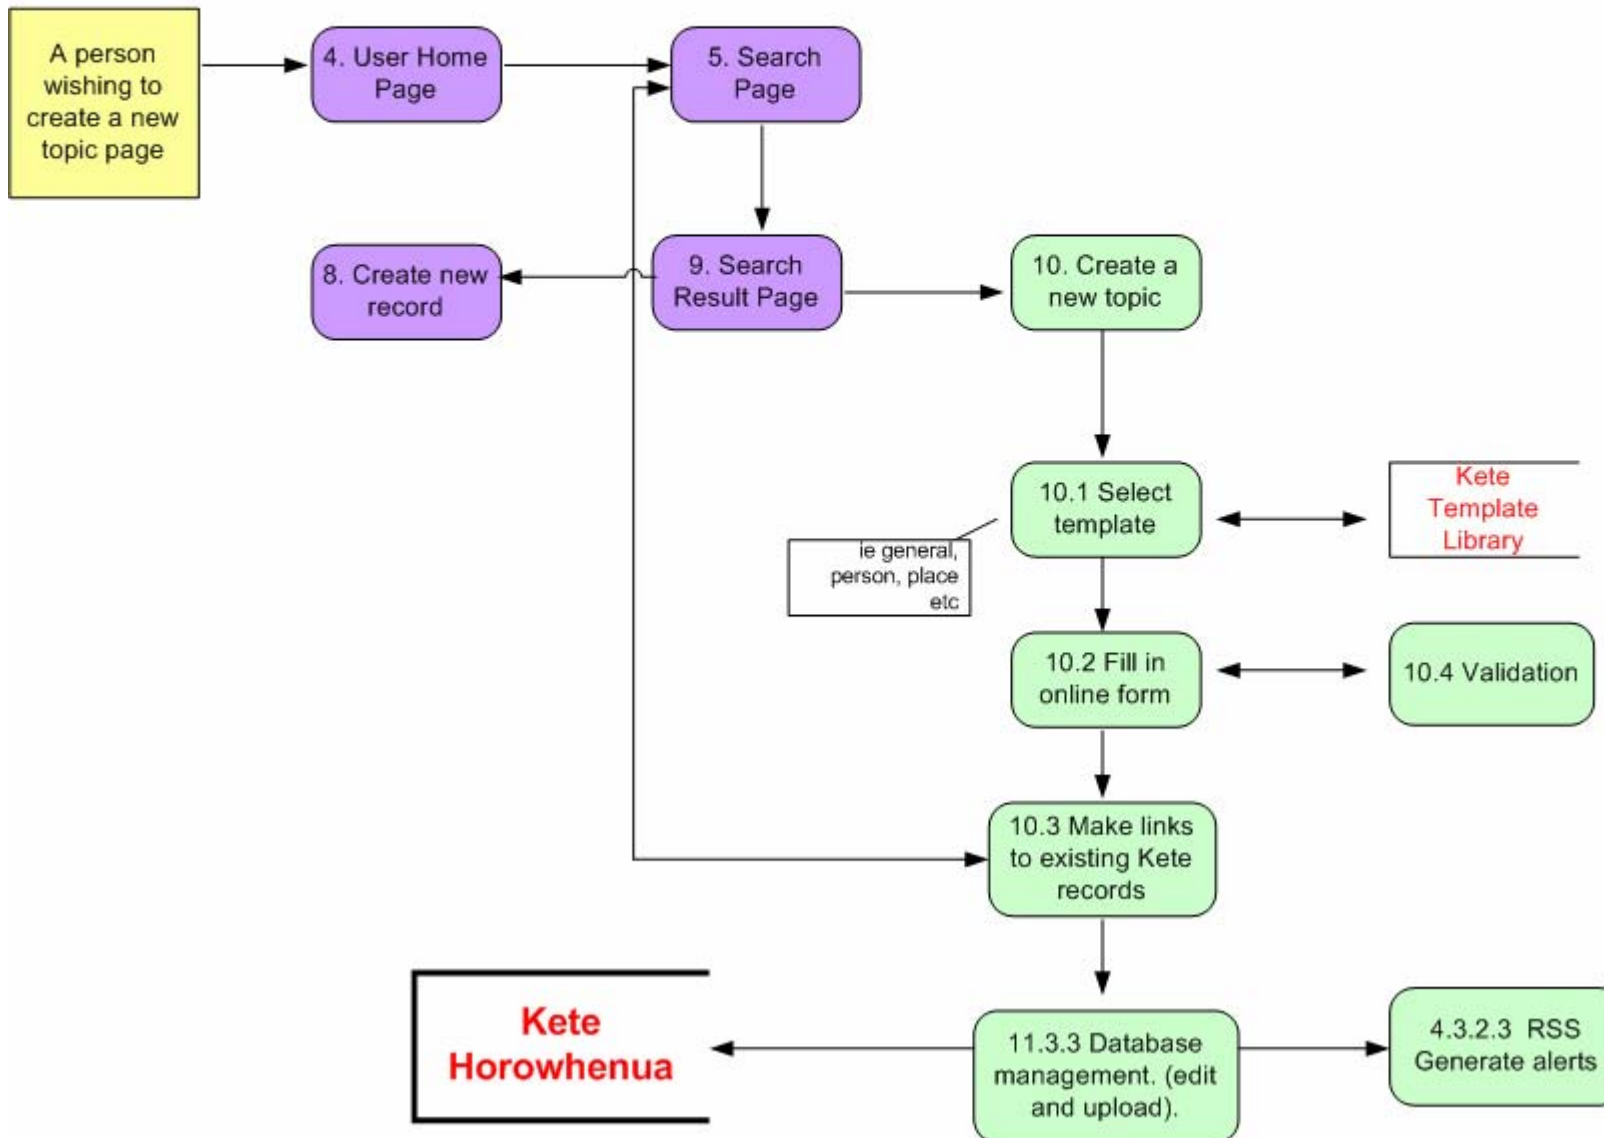 A person
wishing to
create a new
topic page
4. User Home
Page
5. Search
Page
8. Create new
record
9. Search
Result Page
10. Create a
new topic
10.1 Select
template
Kete
Template
Library
ie general,
person, place
etc
10.2 Fill in
online form
10.4 Validation
10.3 Make links
to existing Kete
records
Kete
Horowhenua
11.3.3 Database
management. (edit
and upload).
4.3.2.3 RSS
Generate alerts